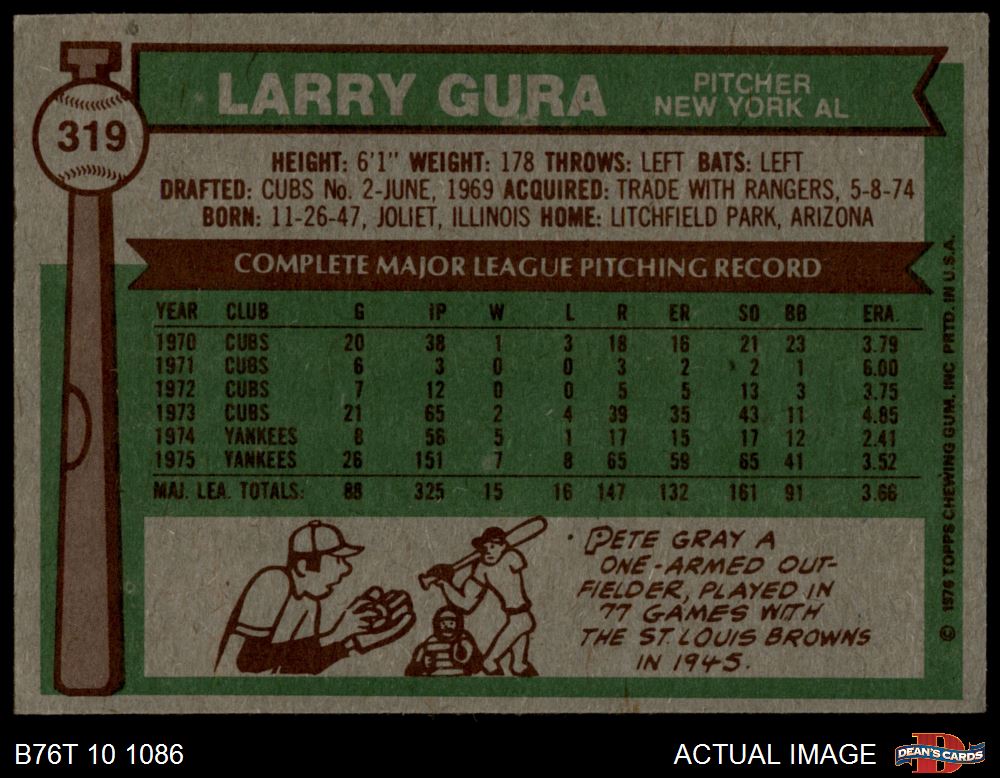 319
LARRY GURA
PITCHER
NEW YORK AL
HEIGHT: 6'1" WEIGHT: 178 THROWS: LEFT BATS: LEFT
DRAFTED: CUBS No. 2-JUNE, 1969 ACQUIRED: TRADE WITH RANGERS, 5-8-74
BORN: 11-26-47, JOLIET, ILLINOIS HOME: LITCHFIELD PARK, ARIZONA
COMPLETE MAJOR LEAGUE PITCHING RECORD
YEAR CLUB G IP W L R ER SO BB ERA
1970 CUBS 20 38 1 3 18 16 21 23 3.79
1971 CUBS 6 3 0 0 3 2 2 1 6.00
1972 CUBS 7 12 0 0 5 5 13 3 3.75
1973 CUBS 21 65 2 4 39 35 43 11 4.85
1974 YANKEES 8 56 5 1 17 15 17 12 2.41
1975 YANKEES 26 151 7 8 65 59 65 41 3.52
MAJ. LEA. TOTALS: 88 325 15 16 147 132 161 91 3.66
PETE GRAY A
ONE-ARMED OUT-
FIELDER, PLAYED IN
77 GAMES WITH
THE ST. LOUIS BROWNS
IN 1945.
© 1976 TOPPS CHEWING GUM, INC PRTD. IN U.S.A.
B76T 10 1086
ACTUAL IMAGE
D
DEAN'S CARDS